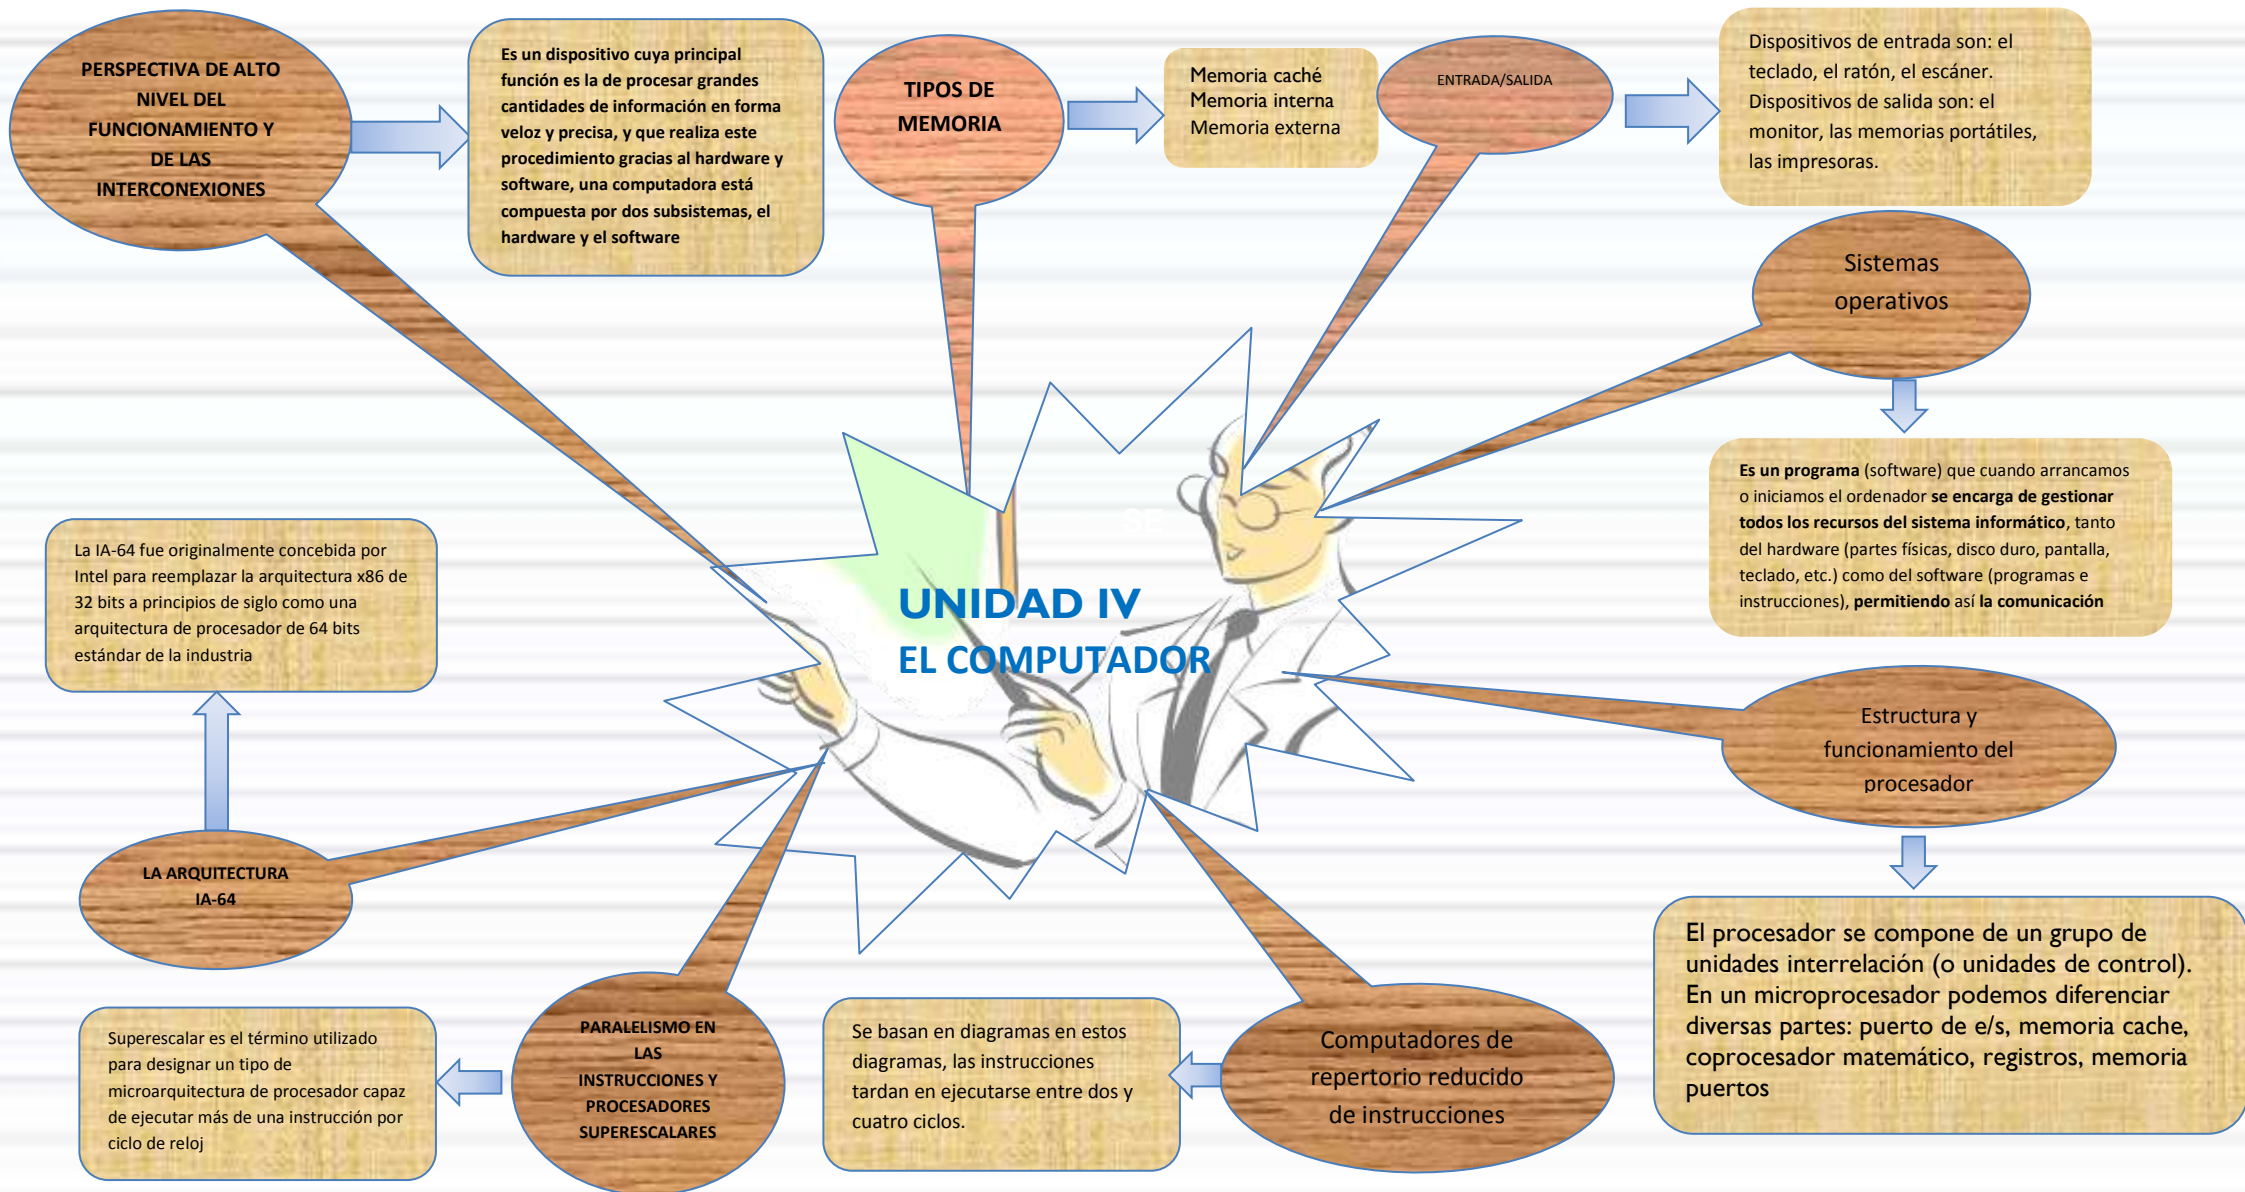 PERSPECTIVA DE ALTO
NIVEL DEL
FUNCIONAMIENTO Y
DE LAS
INTERCONEXIONES
Es un dispositivo cuya principal
función es la de procesar grandes
cantidades de información en forma
veloz y precisa, y que realiza este
procedimiento gracias al hardware y
software, una computadora está
compuesta por dos subsistemas, el
hardware y el software
TIPOS DE
MEMORIA
Memoria caché
Memoria interna
Memoria externa
ENTRADA/SALIDA
Dispositivos de entrada son: el
teclado, el ratón, el escáner.
Dispositivos de salida son: el
monitor, las memorias portátiles,
las impresoras.
Sistemas
operativos
Es un programa (software) que cuando arrancamos
o iniciamos el ordenador se encarga de gestionar
todos los recursos del sistema informático, tanto
del hardware (partes físicas, disco duro, pantalla,
teclado, etc.) como del software (programas e
instrucciones), permitiendo así la comunicación
SE
UNIDAD IV
EL COMPUTADOR
La IA-64 fue originalmente concebida por
Intel para reemplazar la arquitectura x86 de
32 bits a principios de siglo como una
arquitectura de procesador de 64 bits
estándar de la industria
LA ARQUITECTURA
IA-64
Estructura y
funcionamiento del
procesador
El procesador se compone de un grupo de
unidades interrelación (o unidades de control).
En un microprocesador podemos diferenciar
diversas partes: puerto de e/s, memoria cache,
coprocesador matemático, registros, memoria
puertos
Superescalar es el término utilizado
para designar un tipo de
microarquitectura de procesador capaz
de ejecutar más de una instrucción por
ciclo de reloj
PARALELISMO EN
LAS
INSTRUCCIONES Y
PROCESADORES
SUPERESCALARES
Se basan en diagramas en estos
diagramas, las instrucciones
tardan en ejecutarse entre dos y
cuatro ciclos.
Computadores de
repertorio reducido
de instrucciones